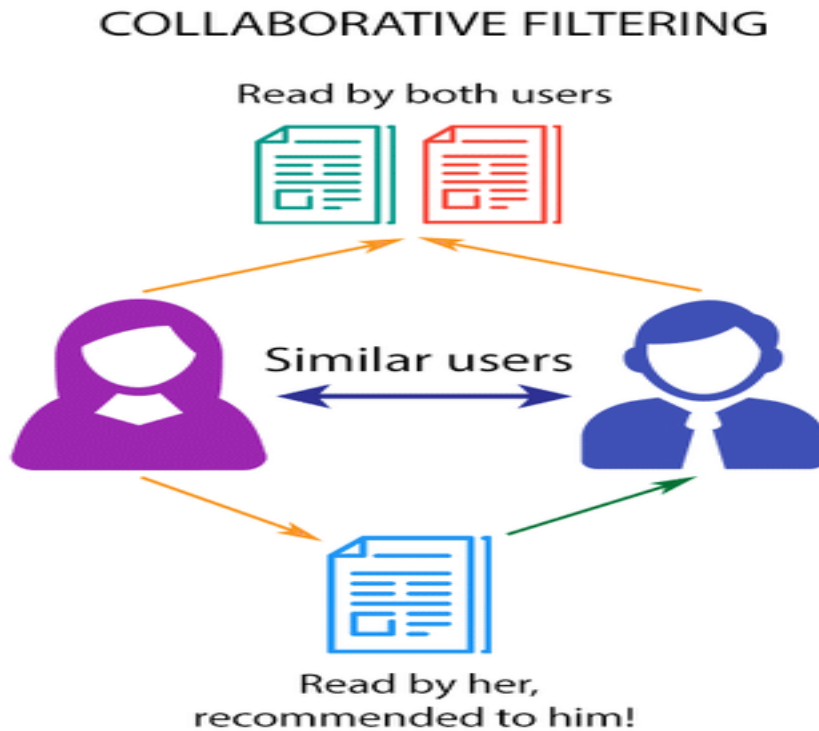 COLLABORATIVE FILTERING
Read by both users
Similar users
Read by her,
recommended to him!